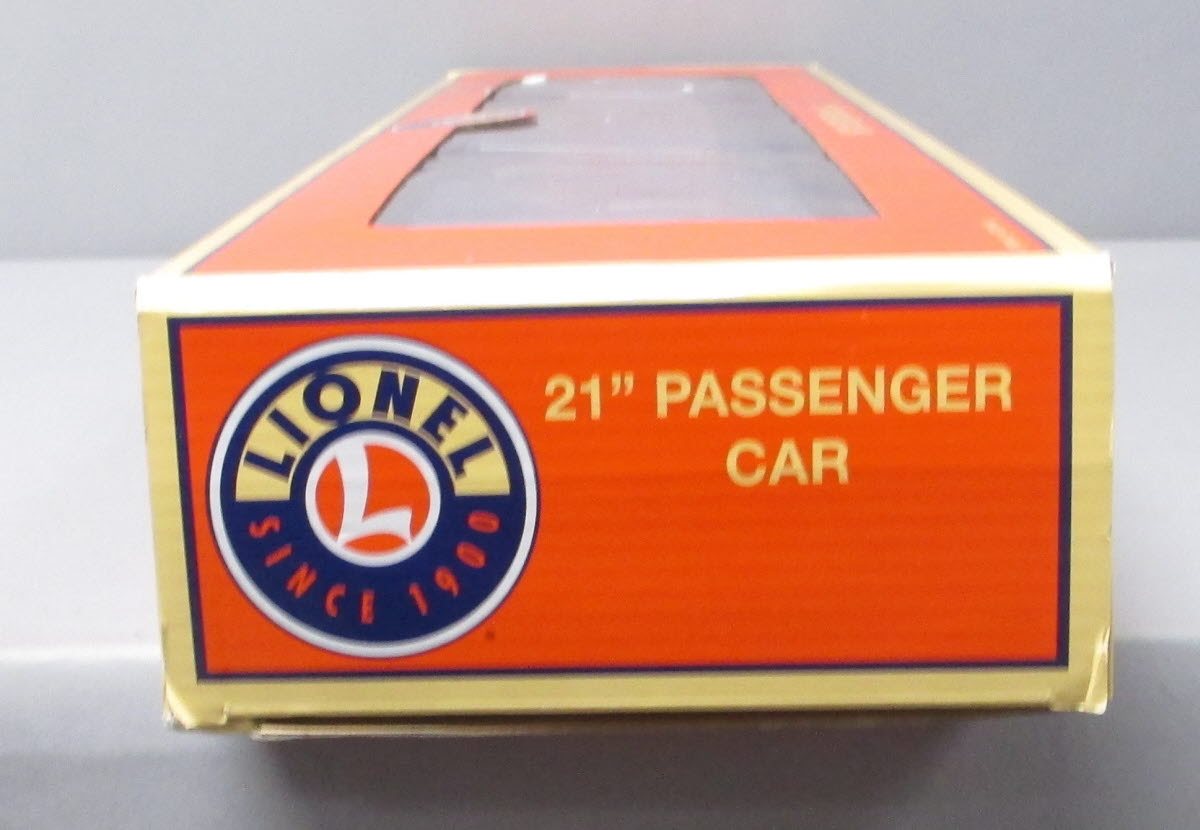 LIONEL
L
SINCE 1900
21” PASSENGER
CAR